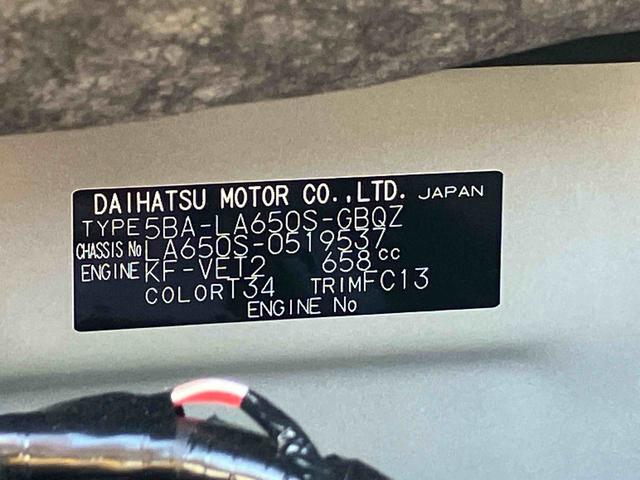 DAIHATSU MOTOR CO.,LTD. JAPAN
TYPE 5BA-LA650S-GBQZ
CHASSIS No LA650S-0519537
ENGINE KF-VET2 658cc
COLOR T34 TRIM FC13
ENGINE No